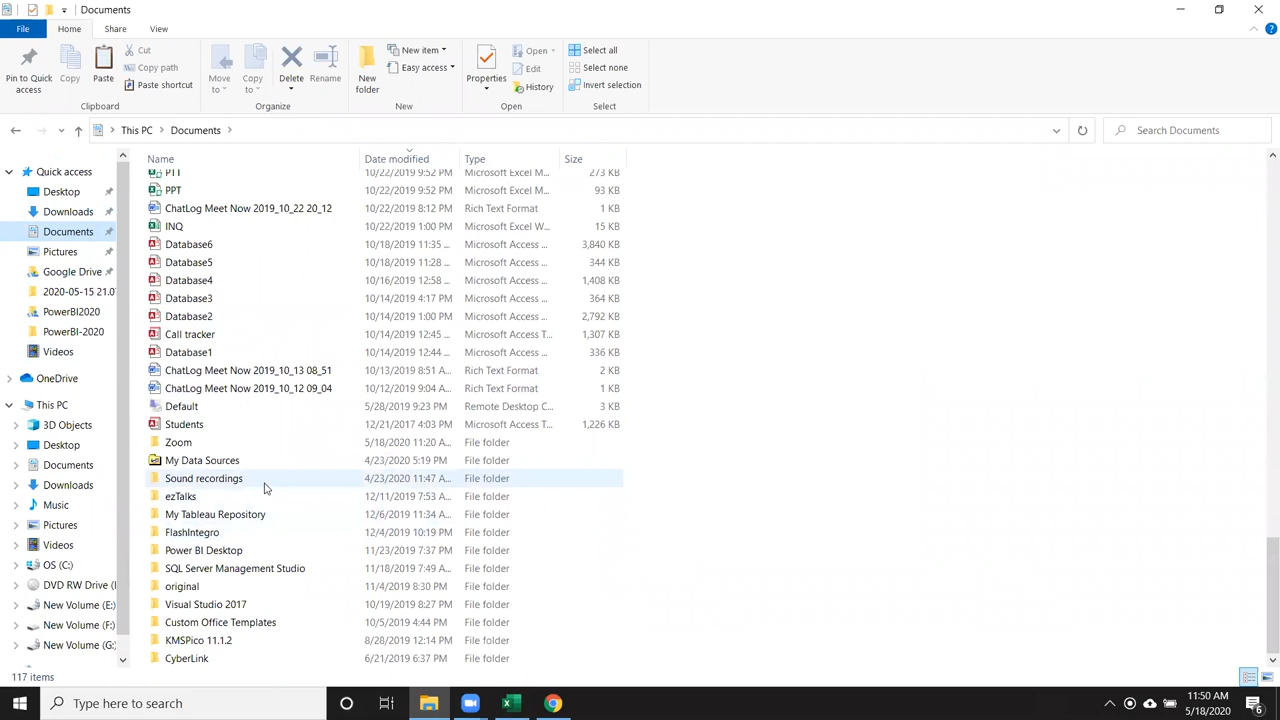 Documents
File Home Share View
Pin to Quick access
Copy
Paste
Cut
Copy path
Paste shortcut
Clipboard
Move to
Copy to
Delete
Rename
Organize
New folder
New item
Easy access
New
Properties
Open
Edit
History
Open
Select all
Select none
Invert selection
Select
This PC Documents
Search Documents
Quick access
Desktop
Downloads
Documents
Pictures
Google Drive
2020-05-15 21.0
PowerBI2020
PowerBI-2020
Videos
OneDrive
This PC
3D Objects
Desktop
Documents
Downloads
Music
Pictures
Videos
OS (C:)
DVD RW Drive (
New Volume (E:)
New Volume (F:)
New Volume (G:
Name Date modified Type Size
PTT 10/22/2019 9:52 PM Microsoft Excel M... 273 KB
PPT 10/22/2019 9:52 PM Microsoft Excel M... 93 KB
ChatLog Meet Now 2019_10_22 20_12 10/22/2019 8:12 PM Rich Text Format 1 KB
INQ 10/22/2019 1:00 PM Microsoft Excel W... 15 KB
Database6 10/18/2019 11:35 ... Microsoft Access ... 3,840 KB
Database5 10/18/2019 11:28 ... Microsoft Access ... 344 KB
Database4 10/16/2019 12:58 ... Microsoft Access ... 1,408 KB
Database3 10/14/2019 4:17 PM Microsoft Access ... 364 KB
Database2 10/14/2019 1:00 PM Microsoft Access ... 2,792 KB
Call tracker 10/14/2019 12:45 ... Microsoft Access T... 1,307 KB
Database1 10/14/2019 12:44 ... Microsoft Access ... 336 KB
ChatLog Meet Now 2019_10_13 08_51 10/13/2019 8:51 A... Rich Text Format 2 KB
ChatLog Meet Now 2019_10_12 09_04 10/12/2019 9:04 A... Rich Text Format 1 KB
Default 5/28/2019 9:23 PM Remote Desktop C... 3 KB
Students 12/21/2017 4:03 PM Microsoft Access T... 1,226 KB
Zoom 5/18/2020 11:20 A... File folder
My Data Sources 4/23/2020 5:19 PM File folder
Sound recordings 4/23/2020 11:47 A... File folder
ezTalks 12/11/2019 7:53 A... File folder
My Tableau Repository 12/6/2019 11:34 A... File folder
FlashIntegro 12/4/2019 10:19 PM File folder
Power BI Desktop 11/23/2019 7:37 PM File folder
SQL Server Management Studio 11/18/2019 7:49 A... File folder
original 11/4/2019 8:30 PM File folder
Visual Studio 2017 10/19/2019 8:27 PM File folder
Custom Office Templates 10/5/2019 4:44 PM File folder
KMSPico 11.1.2 8/28/2019 12:14 PM File folder
CyberLink 6/21/2019 6:37 PM File folder
117 items
Type here to search
11:50 AM
5/18/2020
6